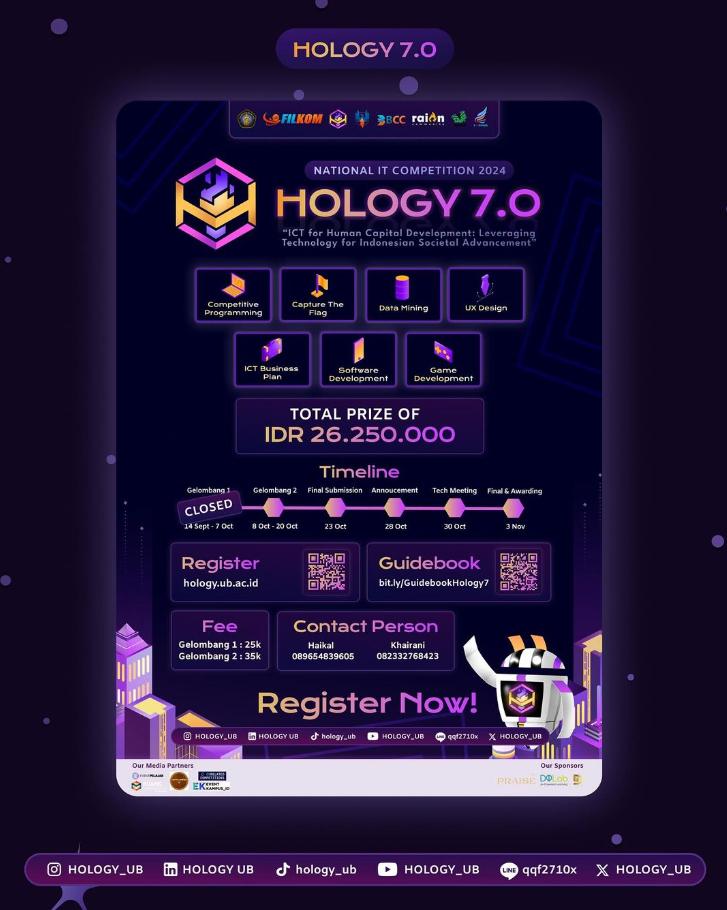 HOLOGY 7.0
FILKOM
BCC
raion
NATIONAL IT COMPETITION 2024
HOLOGY 7.0
“ICT for Human Capital Development: Leveraging
Technology for Indonesian Societal Advancement”
Competitive
Programming
Capture The
Flag
Data Mining
UX Design
ICT Business
Plan
Software
Development
Game
Development
TOTAL PRIZE OF
IDR 26.250.000
Timeline
Gelombang 1
CLOSED
14 Sept - 7 Oct
Gelombang 2
8 Oct - 20 Oct
Final Submission
23 Oct
Annoucement
28 Oct
Tech Meeting
30 Oct
Final & Awarding
3 Nov
Register
hology.ub.ac.id
Guidebook
bit.ly/GuidebookHology7
Fee
Gelombang 1 : 25k
Gelombang 2 : 35k
Contact Person
Haikal
089654839605
Khairani
082332768423
Register Now!
HOLOGY_UB HOLOGY UB hology_ub HOLOGY_UB qqf2710x HOLOGY_UB
Our Media Partners
EVENT
KAMPUS_ID
Our Sponsors
PRAISE
HOLOGY_UB HOLOGY UB hology_ub HOLOGY_UB LINE qqf2710x HOLOGY_UB